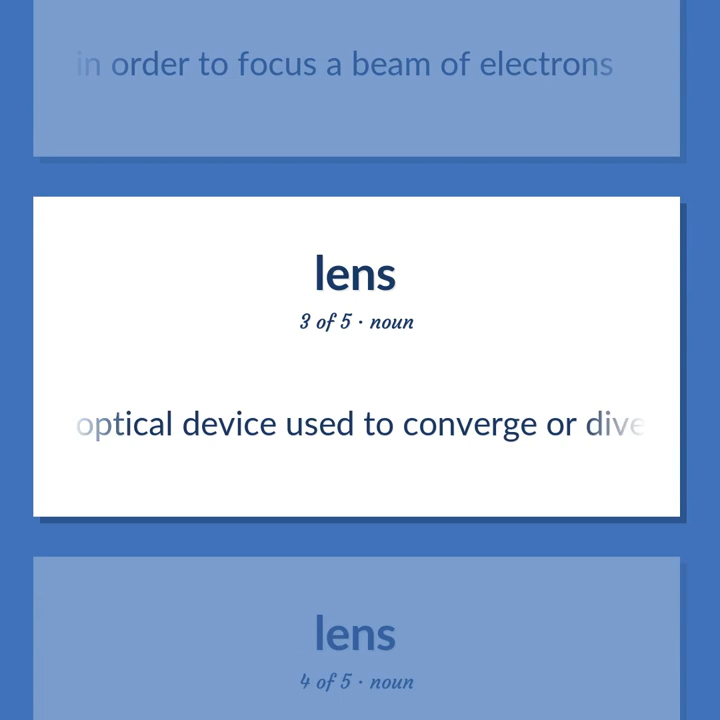 in order to focus a beam of electrons
lens
3 of 5 · noun
optical device used to converge or dive
lens
4 of 5 · noun